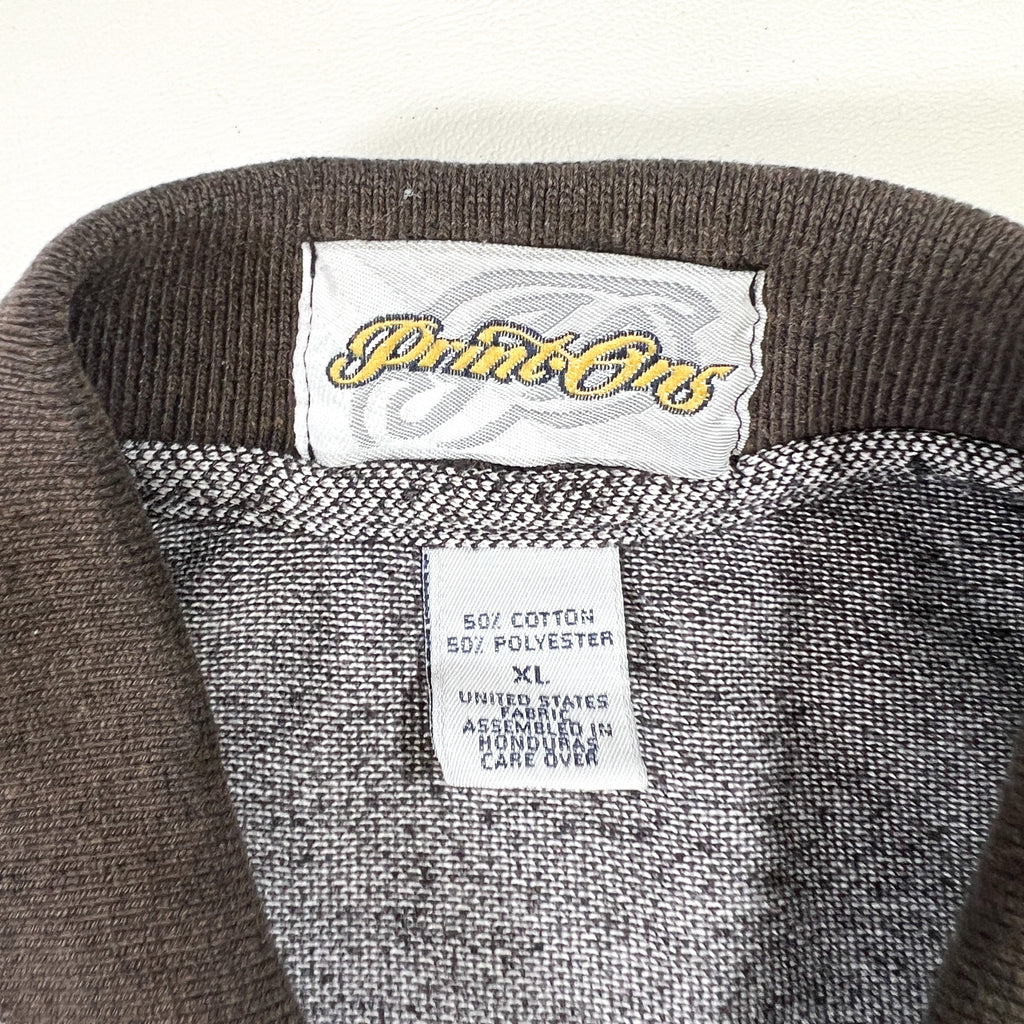 Print-Ons
50% COTTON
50% POLYESTER
XL
UNITED STATES
FABRIC
ASSEMBLED IN
HONDURAS
CARE OVER